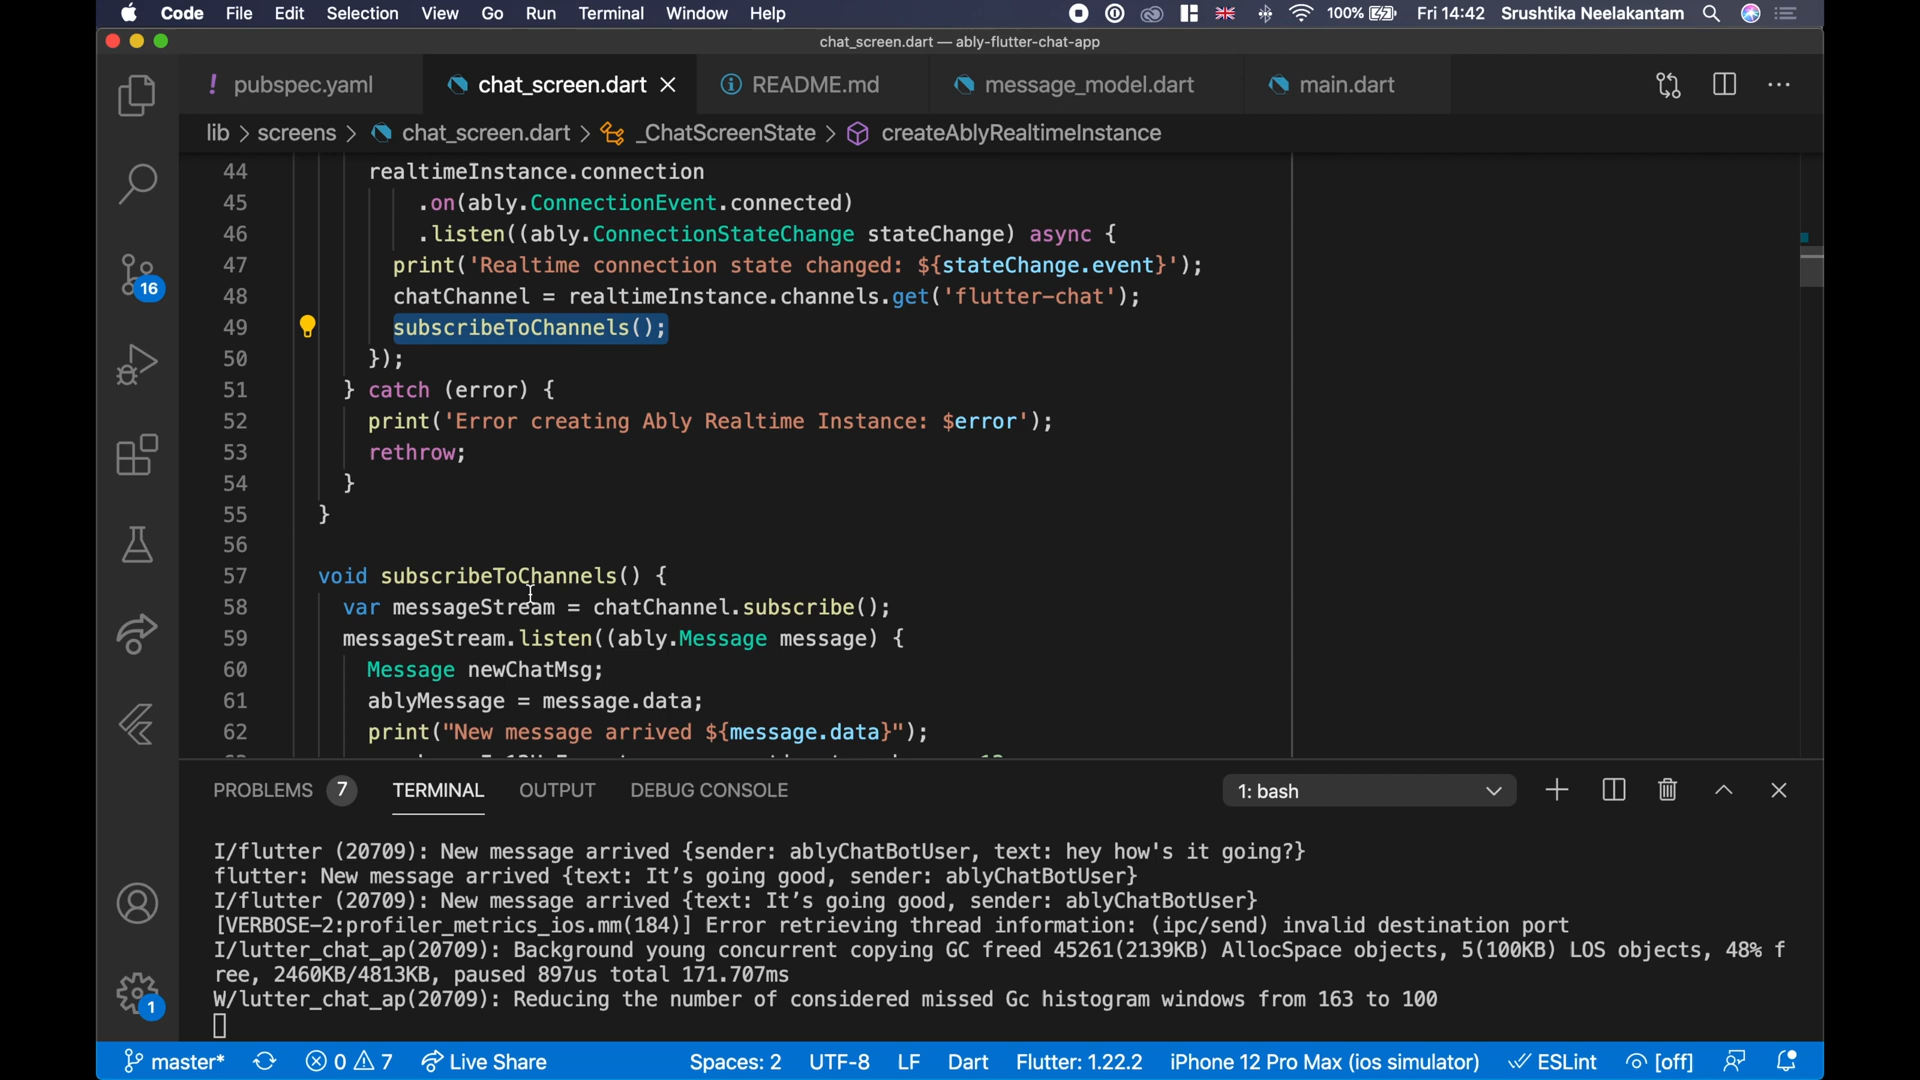 Code File Edit Selection View Go Run Terminal Window Help 100% Fri 14:42 Srushtika Neelakantam
chat_screen.dart — ably-flutter-chat-app
! pubspec.yaml chat_screen.dart README.md message_model.dart main.dart
lib > screens > chat_screen.dart > _ChatScreenState > createAblyRealtimeInstance
44 realtimeInstance.connection
45 .on(ably.ConnectionEvent.connected)
46 .listen((ably.ConnectionStateChange stateChange) async {
47 print('Realtime connection state changed: ${stateChange.event}');
48 chatChannel = realtimeInstance.channels.get('flutter-chat');
49 subscribeToChannels();
50 });
51 } catch (error) {
52 print('Error creating Ably Realtime Instance: $error');
53 rethrow;
54 }
55 }
56
57 void subscribeToChannels() {
58 var messageStream = chatChannel.subscribe();
59 messageStream.listen((ably.Message message) {
60 Message newChatMsg;
61 ablyMessage = message.data;
62 print("New message arrived ${message.data}");
16
PROBLEMS 7 TERMINAL OUTPUT DEBUG CONSOLE 1: bash
I/flutter (20709): New message arrived {sender: ablyChatBotUser, text: hey how's it going?}
flutter: New message arrived {text: It’s going good, sender: ablyChatBotUser}
I/flutter (20709): New message arrived {text: It’s going good, sender: ablyChatBotUser}
[VERBOSE-2:profiler_metrics_ios.mm(184)] Error retrieving thread information: (ipc/send) invalid destination port
I/lutter_chat_ap(20709): Background young concurrent copying GC freed 45261(2139KB) AllocSpace objects, 5(100KB) LOS objects, 48% f
ree, 2460KB/4813KB, paused 897us total 171.707ms
W/lutter_chat_ap(20709): Reducing the number of considered missed Gc histogram windows from 163 to 100
1
master* 0 7 Live Share Spaces: 2 UTF-8 LF Dart Flutter: 1.22.2 iPhone 12 Pro Max (ios simulator) ESLint [off]